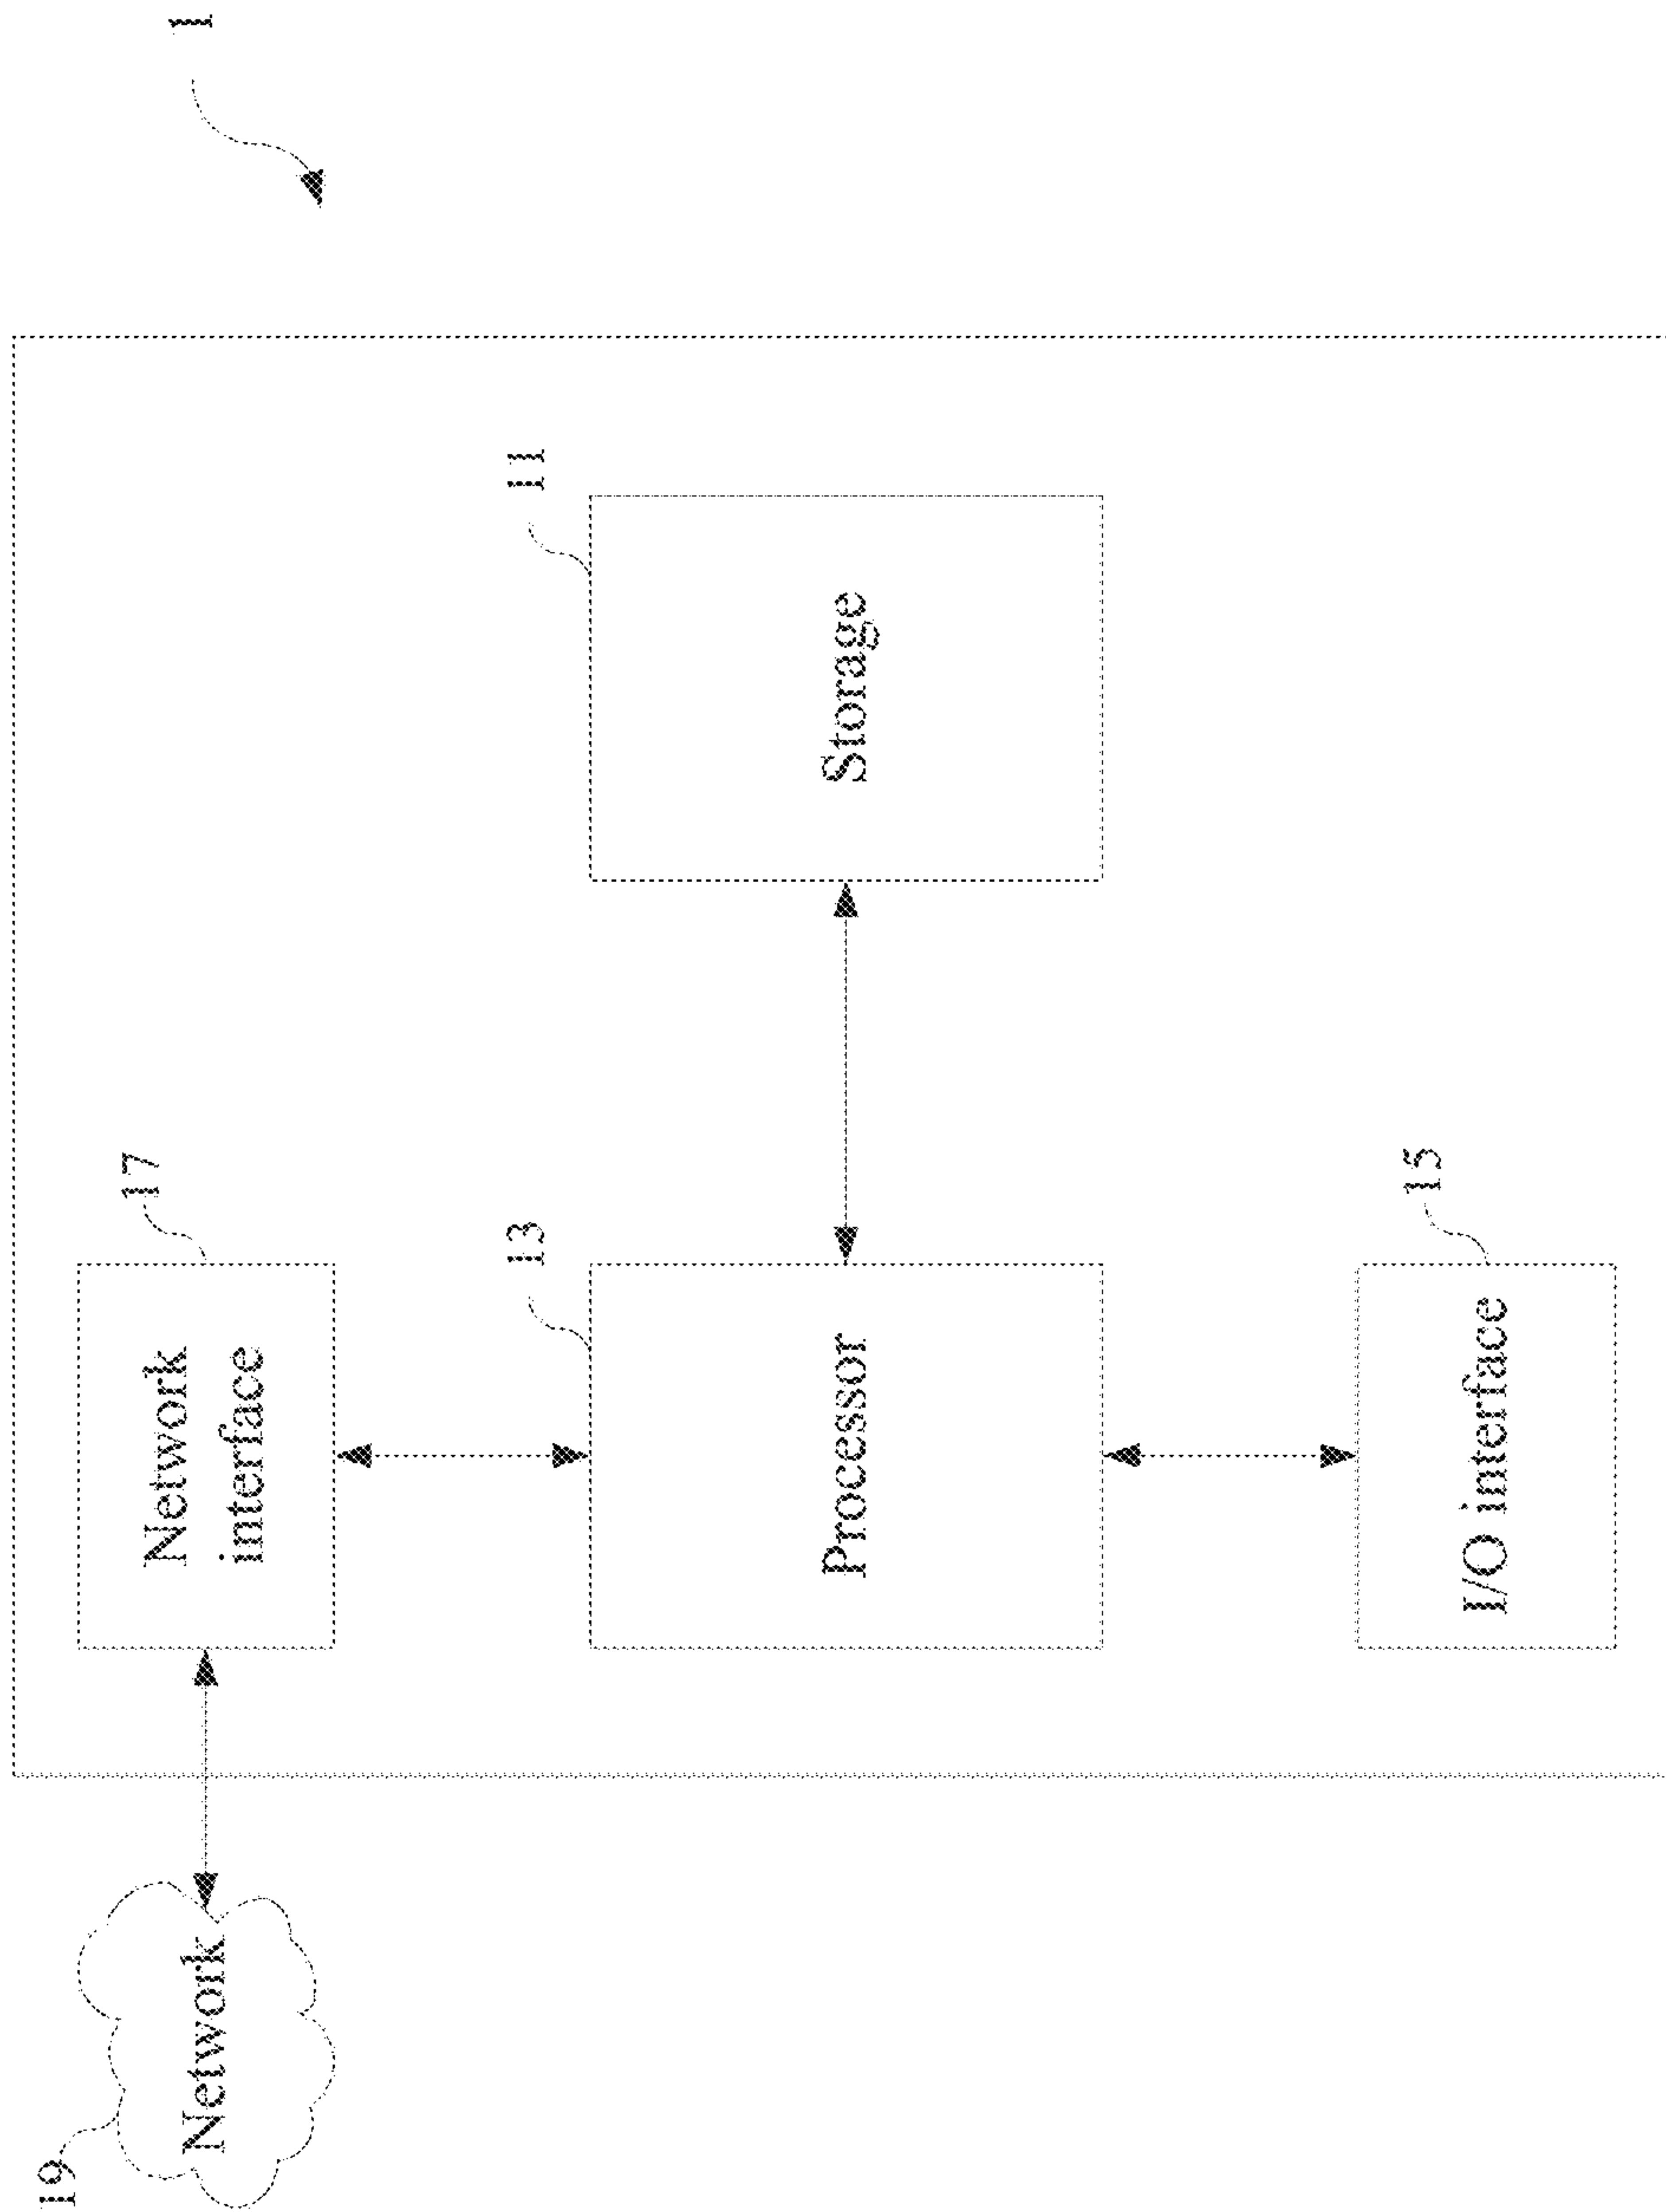 19
17
1
Network
Network
interface
13
11
Processor
Storage
15
I/O interface